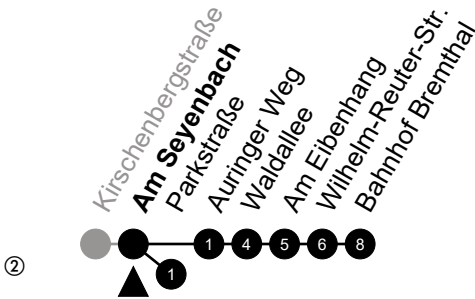 Kirschenbergstraße
Am Seyenbach
Parkstraße
Auringer Weg
Waldallee
Am Eibenhang
Wilhelm-Reuter-Str.
Bahnhof Bremthal
1 4 5 6 8
② 1